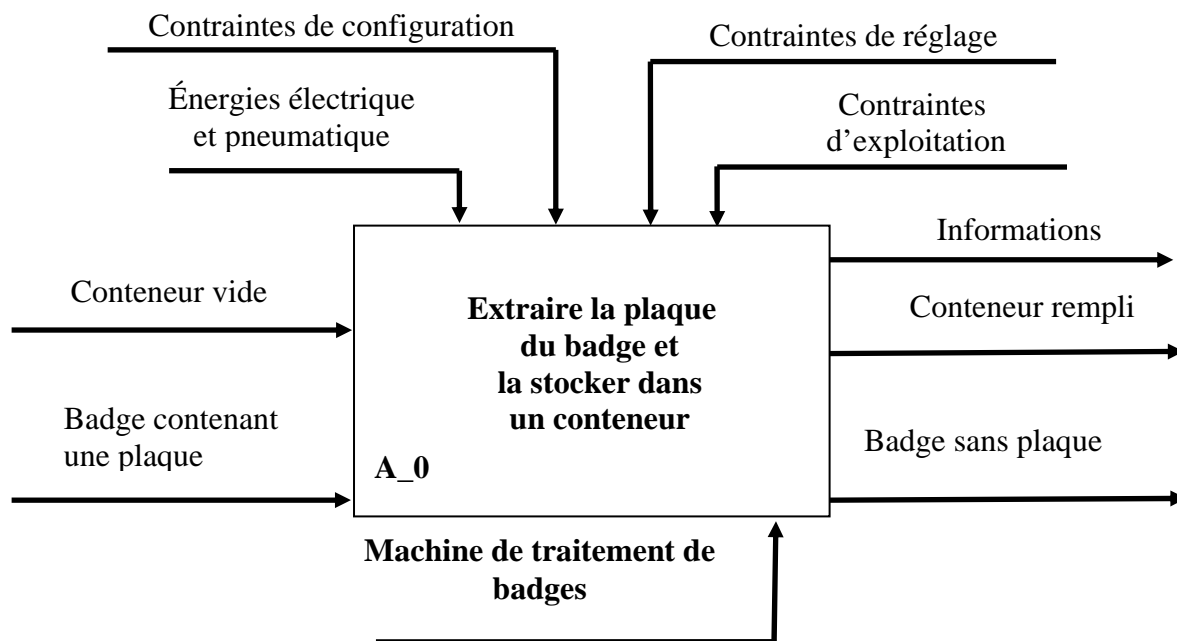 Contraintes de configuration
Contraintes de réglage
Énergies électrique
et pneumatique
Contraintes
d’exploitation
Informations
Conteneur vide
Conteneur rempli
Extraire la plaque
du badge et
la stocker dans
un conteneur
Badge contenant
une plaque
Badge sans plaque
A_0
Machine de traitement de
badges